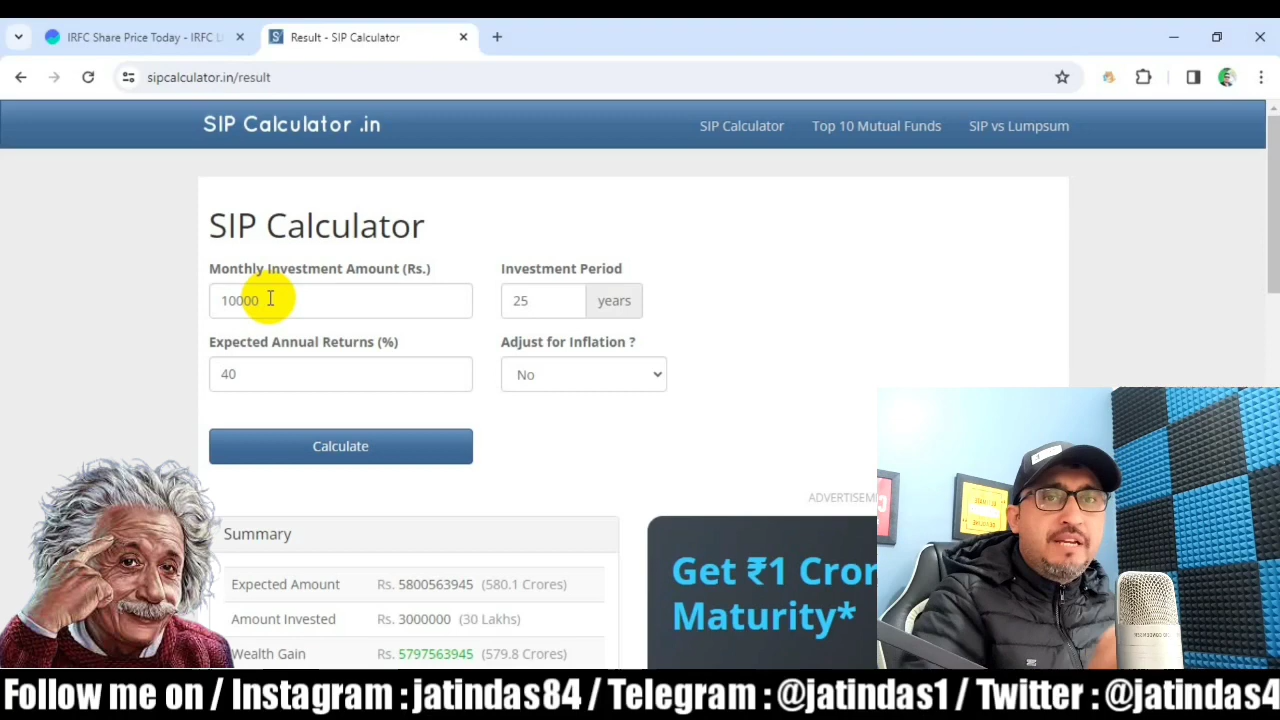 IRFC Share Price Today - IRFC L
Result - SIP Calculator
sipcalculator.in/result
SIP Calculator .in
SIP Calculator
Top 10 Mutual Funds
SIP vs Lumpsum
SIP Calculator
Monthly Investment Amount (Rs.)
Investment Period
10000
25
years
Expected Annual Returns (%)
Adjust for Inflation ?
40
No
Calculate
ADVERTISEM
Summary
Expected Amount Rs. 5800563945 (580.1 Crores)
Amount Invested Rs. 3000000 (30 Lakhs)
Wealth Gain Rs. 5797563945 (579.8 Crores)
Get ₹1 Cror
Maturity*
Follow me on / Instagram : jatindas84 / Telegram : @jatindas1 / Twitter : @jatindas4